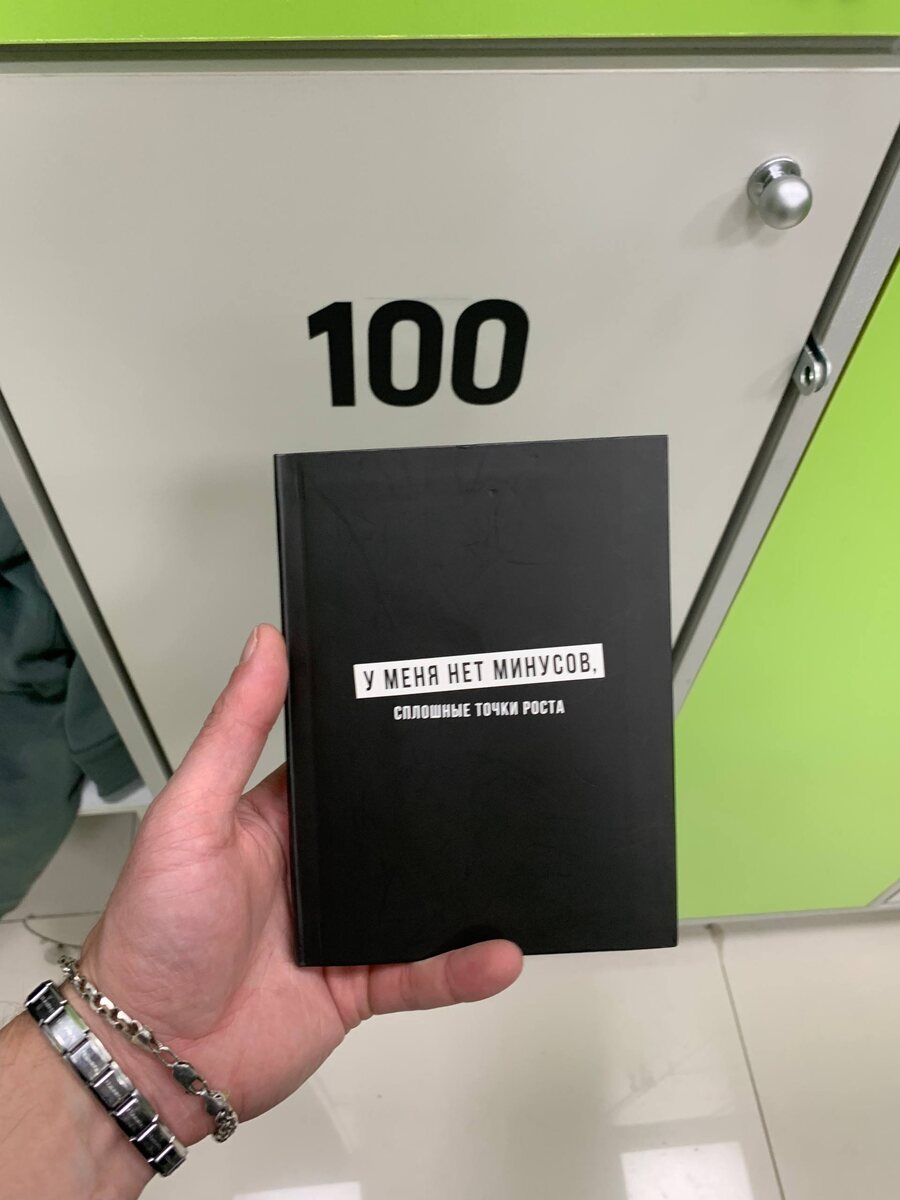 100
У МЕНЯ НЕТ МИНУСОВ,
СПЛОШНЫЕ ТОЧКИ РОСТА